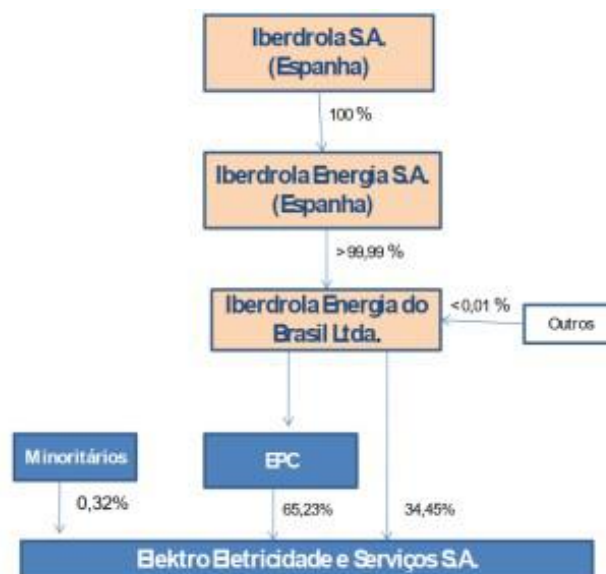 Iberdrola S.A.
(Espanha)
100 %
Iberdrola Energia S.A.
(Espanha)
> 99,99 %
Iberdrola Energia do
Brasil Ltda.
<0,01 %
Outros
Minoritários
EPC
0,32%
65,23%
34,45%
Elektro Eletricidade e Serviços S.A.